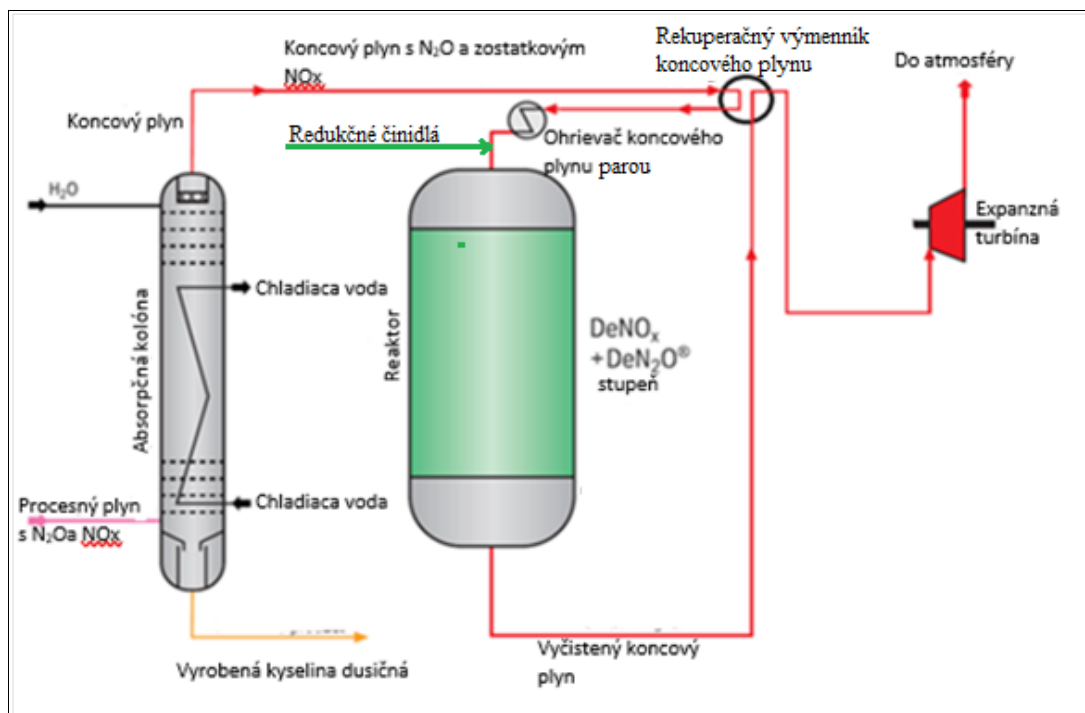 Koncový plyn s N₂O a zostatkovým
NOx
Rekuperačný výmenník
koncového plynu
Do atmosféry
Koncový plyn
Redukčné činidlá
Ohrievač koncového
plynu parou
H₂O
Expanzná
turbína
Chladiaca voda
Absorpčná kolóna
Reaktor
DeNOₓ
+ DeN₂O®
stupeň
Chladiaca voda
Procesný plyn
s N₂Oa NOx
Vyčistený koncový
plyn
Vyrobená kyselina dusičná